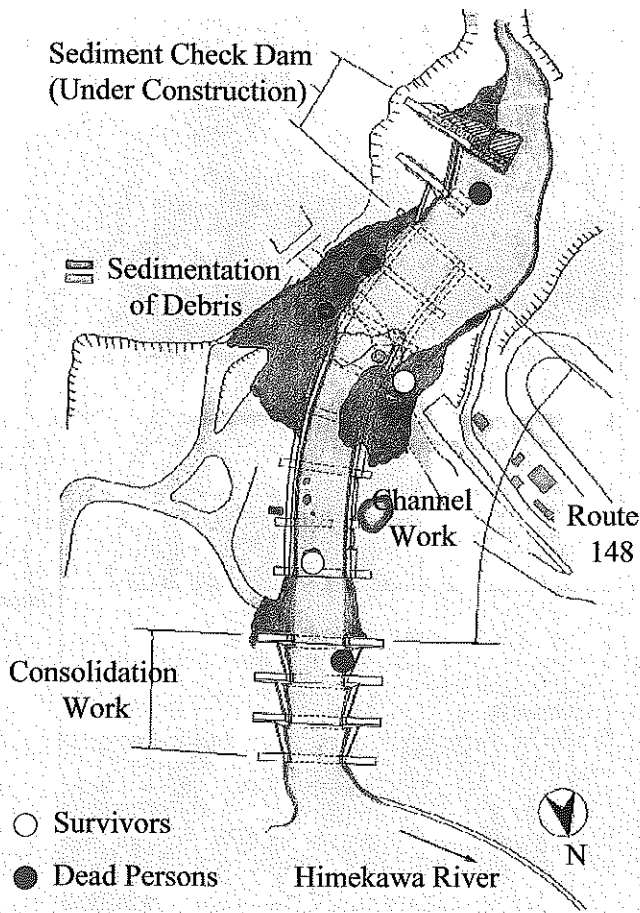 Sediment Check Dam
(Under Construction)
Sedimentation
of Debris
Channel
Work
Route
148
Consolidation
Work
Survivors
Dead Persons
Himekawa River
N